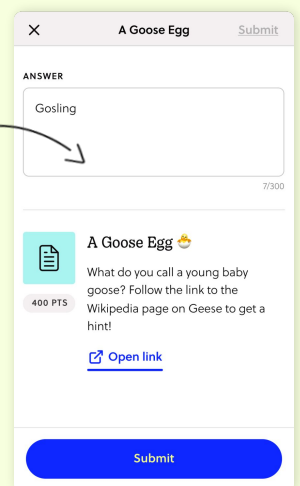 A Goose Egg Submit
ANSWER
Gosling
7/300
A Goose Egg 🐣
What do you call a young baby
goose? Follow the link to the
Wikipedia page on Geese to get a
hint!
400 PTS
Open link
Submit